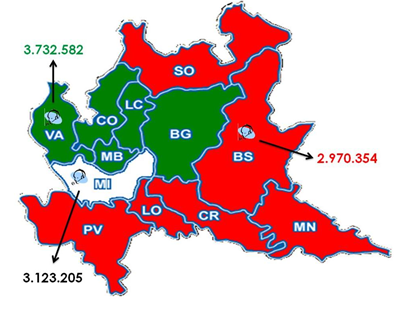 3.732.582
SO
LC
CO
VA
BG
MB
BS
2.970.354
MI
LO
CR
PV
MN
3.123.205